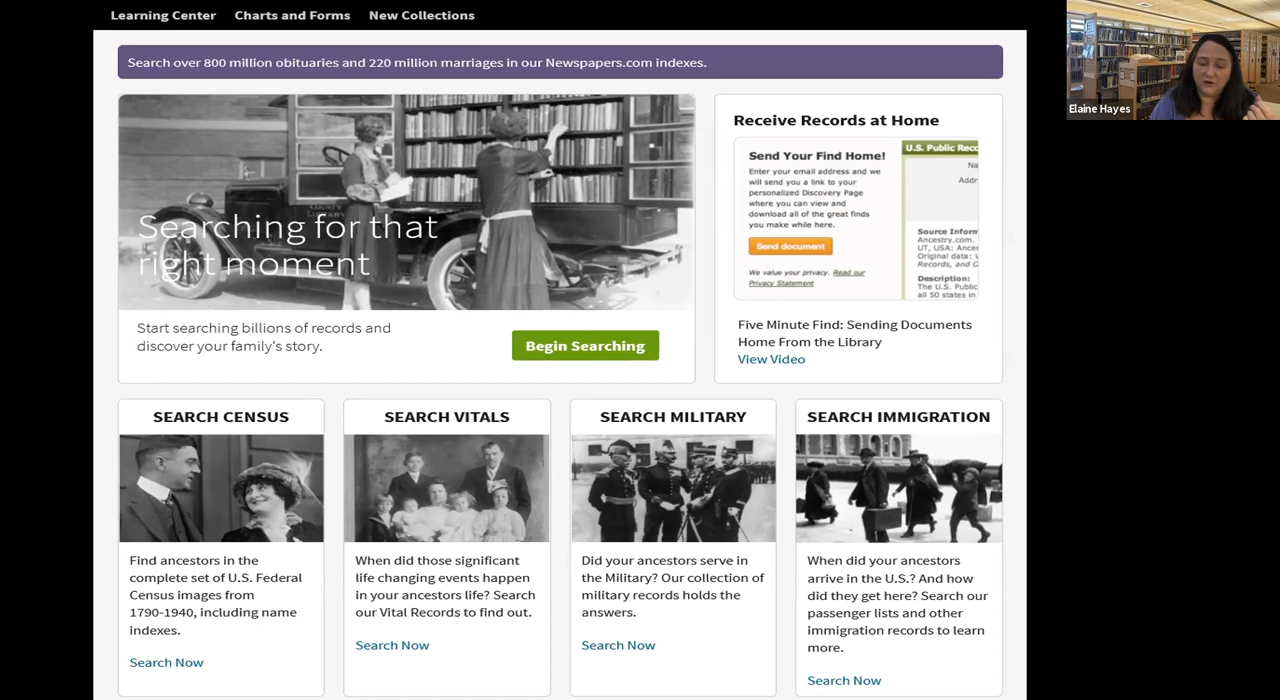 Learning Center Charts and Forms New Collections
Search over 800 million obituaries and 220 million marriages in our Newspapers.com indexes.
Searching for that
right moment
Start searching billions of records and
discover your family's story.
Begin Searching
Receive Records at Home
Send Your Find Home!
Enter your email address and we
will send you a link to your
personalized Discovery Page
where you can view and
download all of the great finds
you make while here.
Send document
We value your privacy. Read our
Privacy Statement
U.S. Public Reco
Na
Addr
Source Inform
Ancestry.com.
UT, USA: Ances
Original data:
Records, and
Description:
The U.S. Public
all 50 states in
Five Minute Find: Sending Documents
Home From the Library
View Video
Elaine Hayes
SEARCH CENSUS
Find ancestors in the
complete set of U.S. Federal
Census images from
1790-1940, including name
indexes.
Search Now
SEARCH VITALS
When did those significant
life changing events happen
in your ancestors life? Search
our Vital Records to find out.
Search Now
SEARCH MILITARY
Did your ancestors serve in
the Military? Our collection of
military records holds the
answers.
Search Now
SEARCH IMMIGRATION
When did your ancestors
arrive in the U.S.? And how
did they get here? Search our
passenger lists and other
immigration records to learn
more.
Search Now